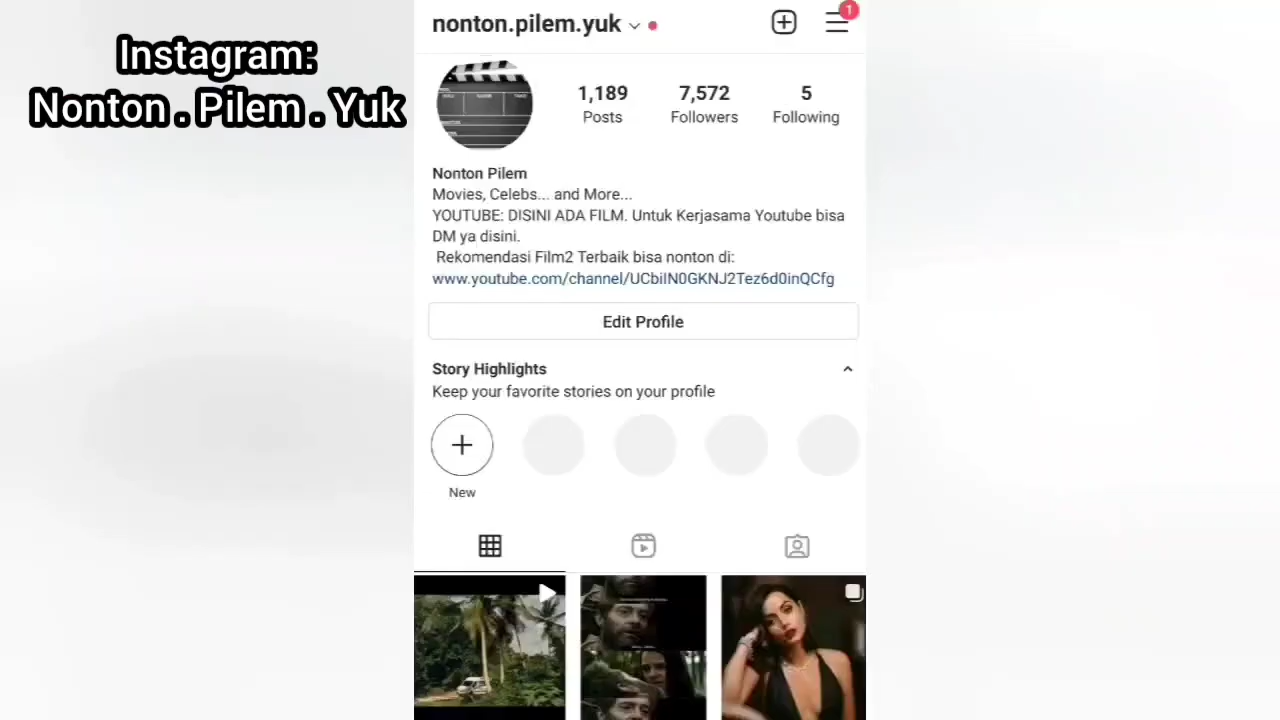 Instagram:
Nonton . Pilem . Yuk
nonton.pilem.yuk
1
1,189
Posts
7,572
Followers
5
Following
Nonton Pilem
Movies, Celebs... and More...
YOUTUBE: DISINI ADA FILM. Untuk Kerjasama Youtube bisa
DM ya disini.
Rekomendasi Film2 Terbaik bisa nonton di:
www.youtube.com/channel/UCbiIN0GKNJ2Tez6d0inQCfg
Edit Profile
Story Highlights
Keep your favorite stories on your profile
New